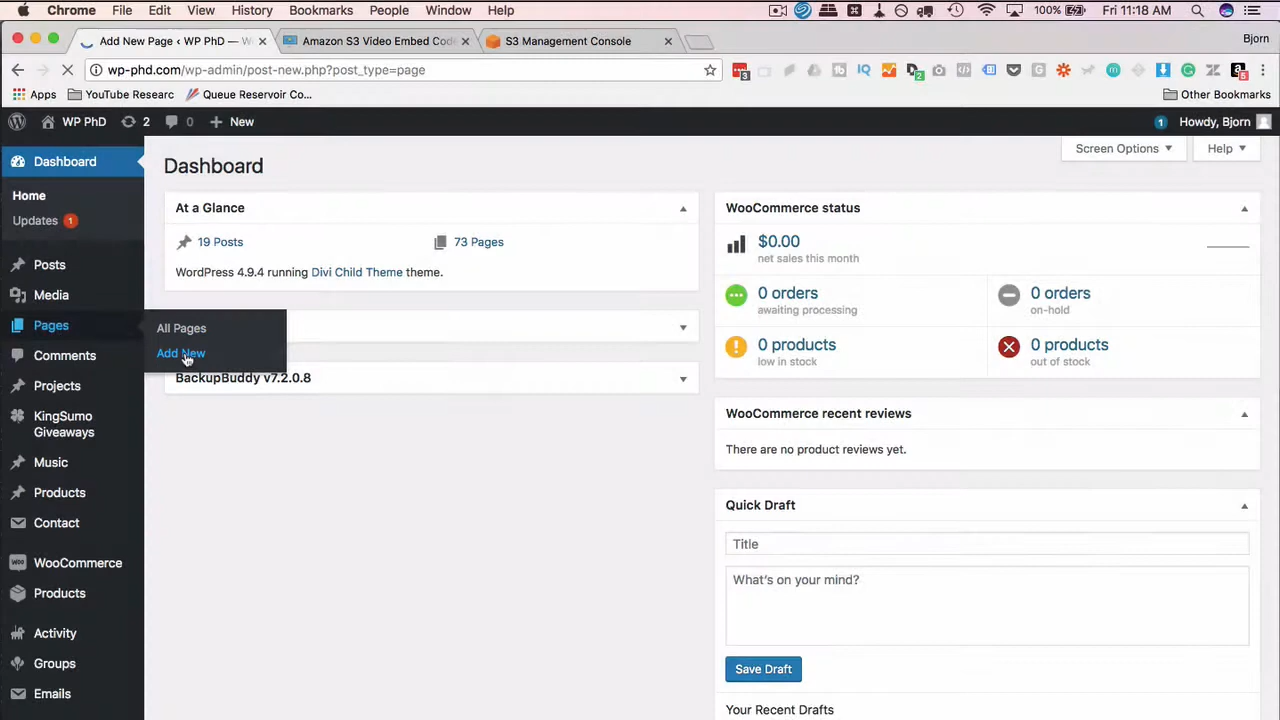 Chrome File Edit View History Bookmarks People Window Help 100% Fri 11:18 AM
Add New Page ‹ WP PhD — W Amazon S3 Video Embed Code S3 Management Console Bjorn
wp-phd.com/wp-admin/post-new.php?post_type=page
Apps YouTube Researc Queue Reservoir Co... Other Bookmarks
WP PhD 2 0 New 1 Howdy, Bjorn
Screen Options Help
Dashboard
Home
Updates 1
Posts
Media
Pages
Comments
Projects
KingSumo
Giveaways
Music
Products
Contact
WooCommerce
Products
Activity
Groups
Emails
All Pages
Add New
Dashboard
At a Glance
19 Posts 73 Pages
WordPress 4.9.4 running Divi Child Theme theme.
BackupBuddy v7.2.0.8
WooCommerce status
$0.00
net sales this month
0 orders
awaiting processing
0 orders
on-hold
0 products
low in stock
0 products
out of stock
WooCommerce recent reviews
There are no product reviews yet.
Quick Draft
Title
What's on your mind?
Save Draft
Your Recent Drafts